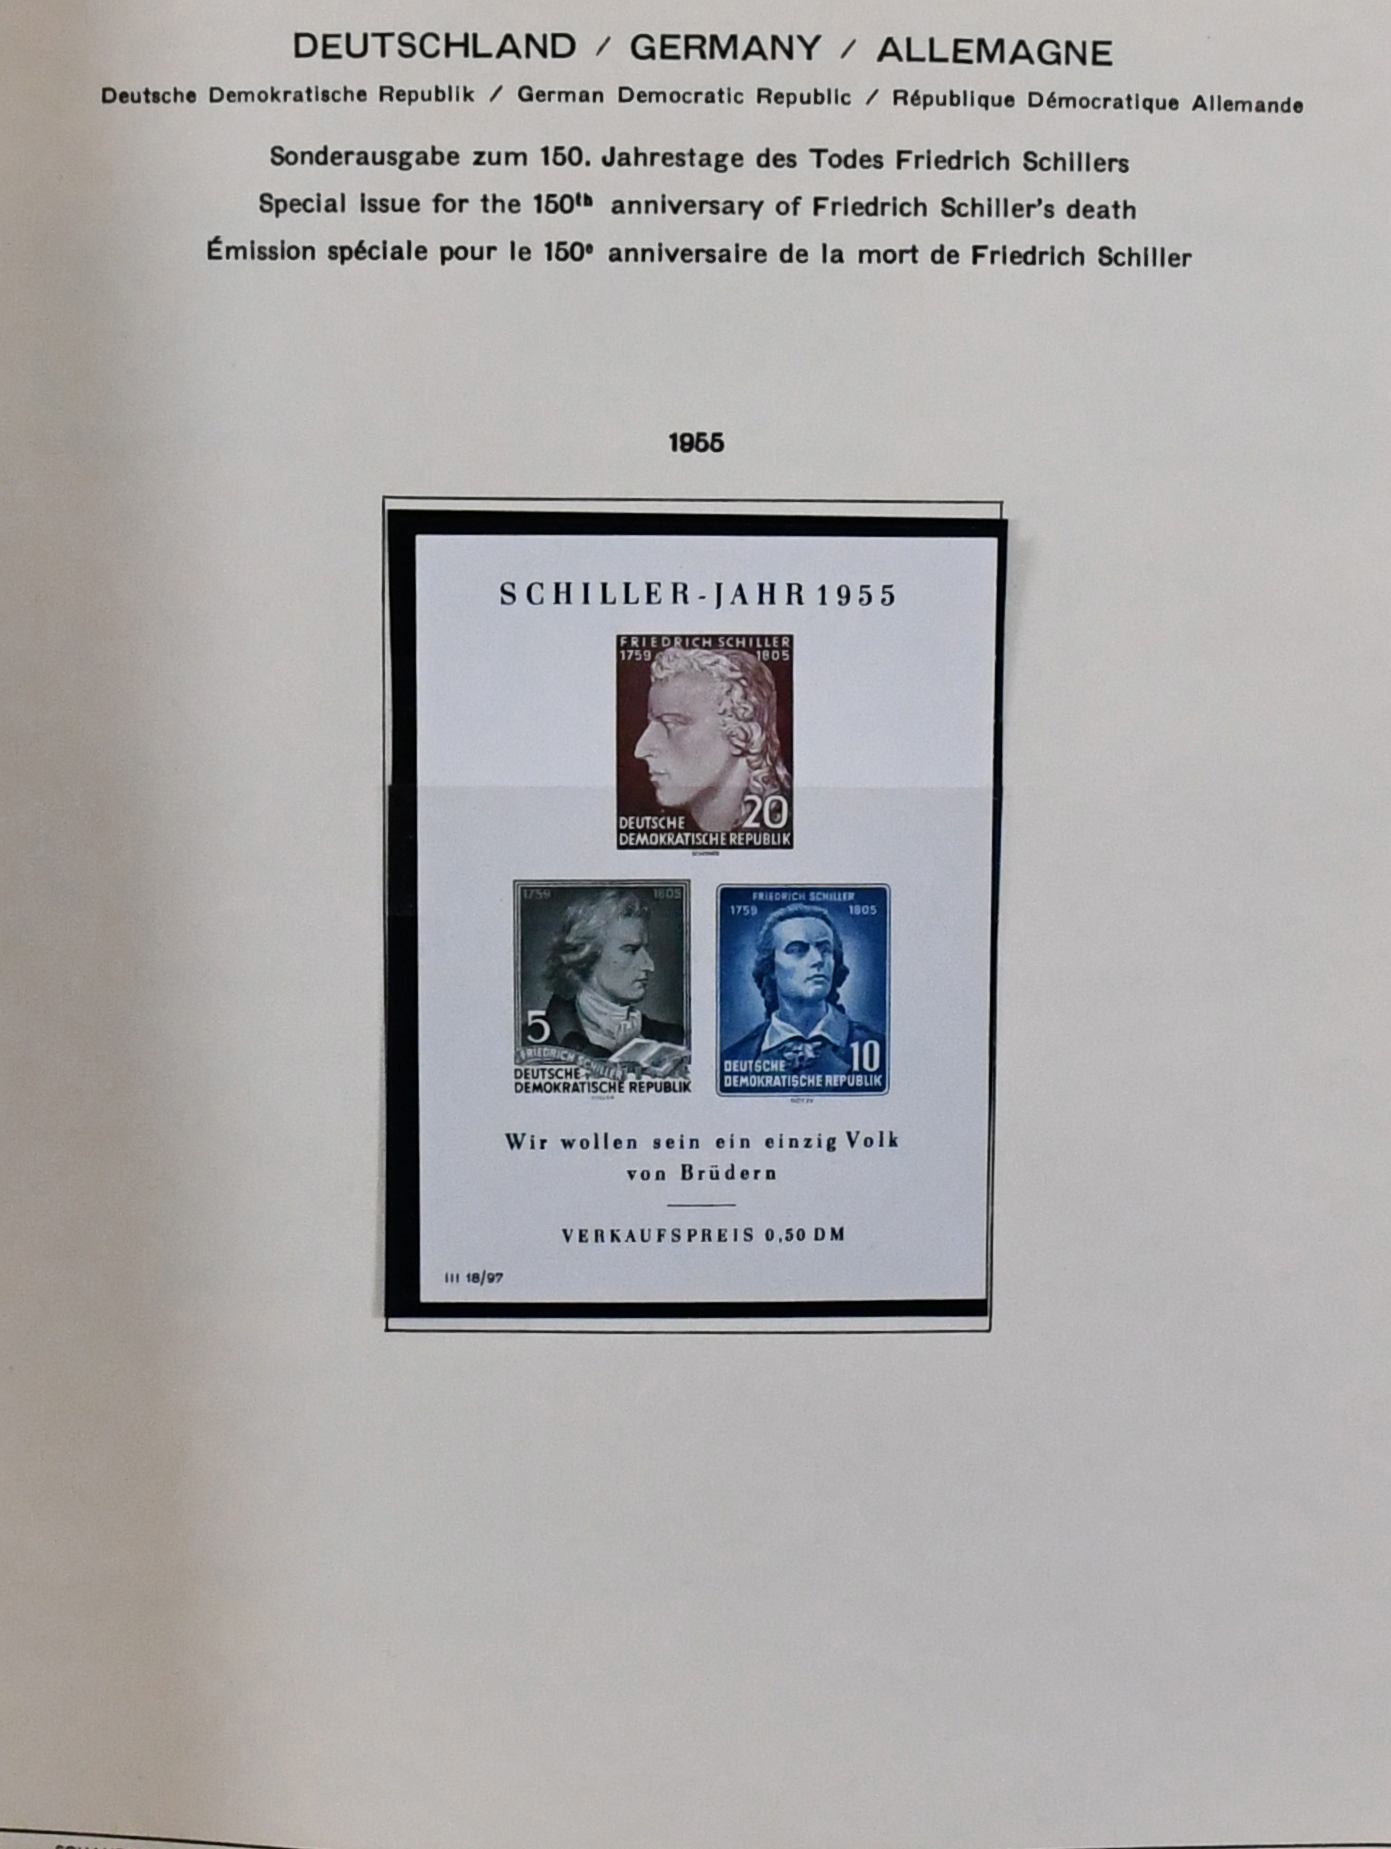 DEUTSCHLAND / GERMANY / ALLEMAGNE
Deutsche Demokratische Republik / German Democratic Republic / République Démocratique Allemande
Sonderausgabe zum 150. Jahrestage des Todes Friedrich Schillers
Special issue for the 150th anniversary of Friedrich Schiller's death
Émission spéciale pour le 150e anniversaire de la mort de Friedrich Schiller
1955
SCHILLER-JAHR 1955
FRIEDRICH SCHILLER
1759 1805
20
DEUTSCHE
DEMOKRATISCHE REPUBLIK
1759 1805
5
FRIEDRICH SCHILLER
DEUTSCHE
DEMOKRATISCHE REPUBLIK
FRIEDRICH SCHILLER
1759 1805
10
DEUTSCHE
DEMOKRATISCHE REPUBLIK
Wir wollen sein ein einzig Volk
von Brüdern
VERKAUFSPREIS 0,50 DM
III 18/97